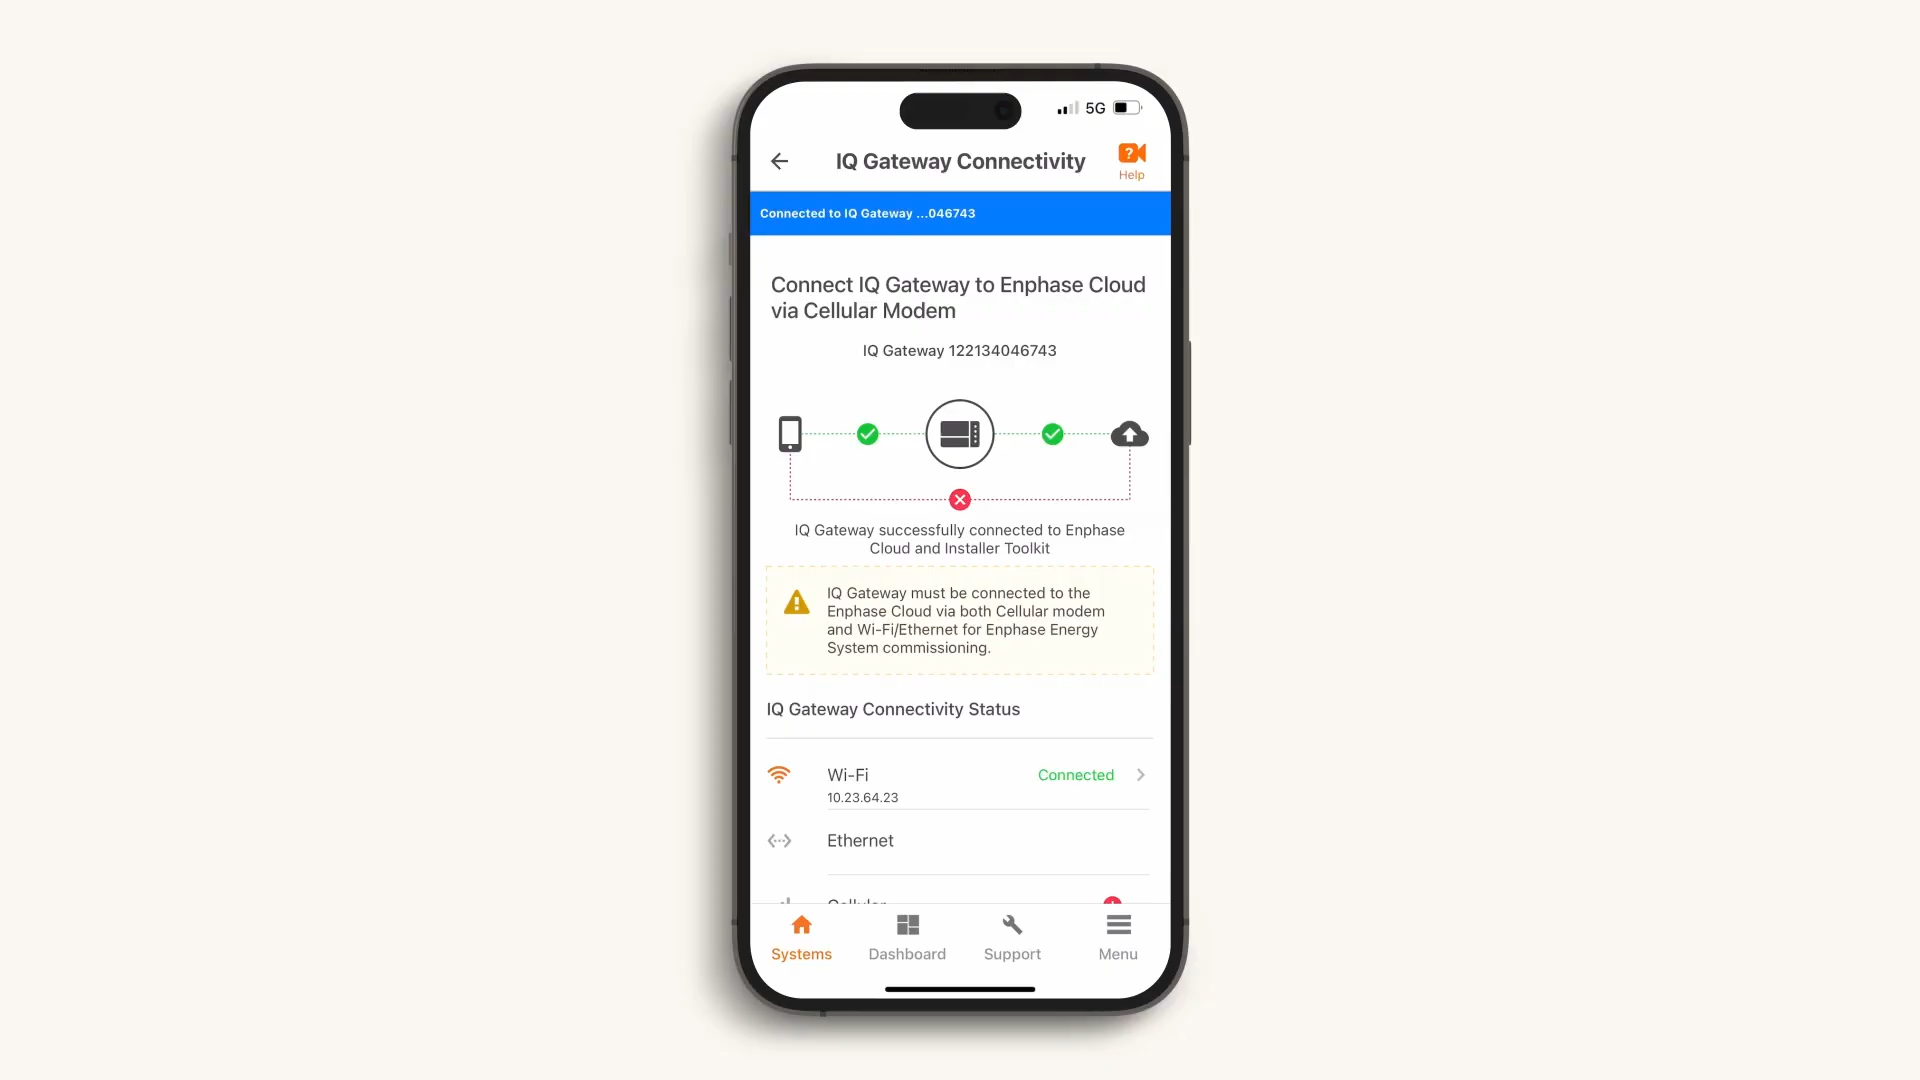 5G
IQ Gateway Connectivity
?
Help
Connected to IQ Gateway ...046743
Connect IQ Gateway to Enphase Cloud
via Cellular Modem
IQ Gateway 122134046743
IQ Gateway successfully connected to Enphase
Cloud and Installer Toolkit
IQ Gateway must be connected to the
Enphase Cloud via both Cellular modem
and Wi-Fi/Ethernet for Enphase Energy
System commissioning.
IQ Gateway Connectivity Status
Wi-Fi
Connected
10.23.64.23
Ethernet
Cellular
Systems
Dashboard
Support
Menu